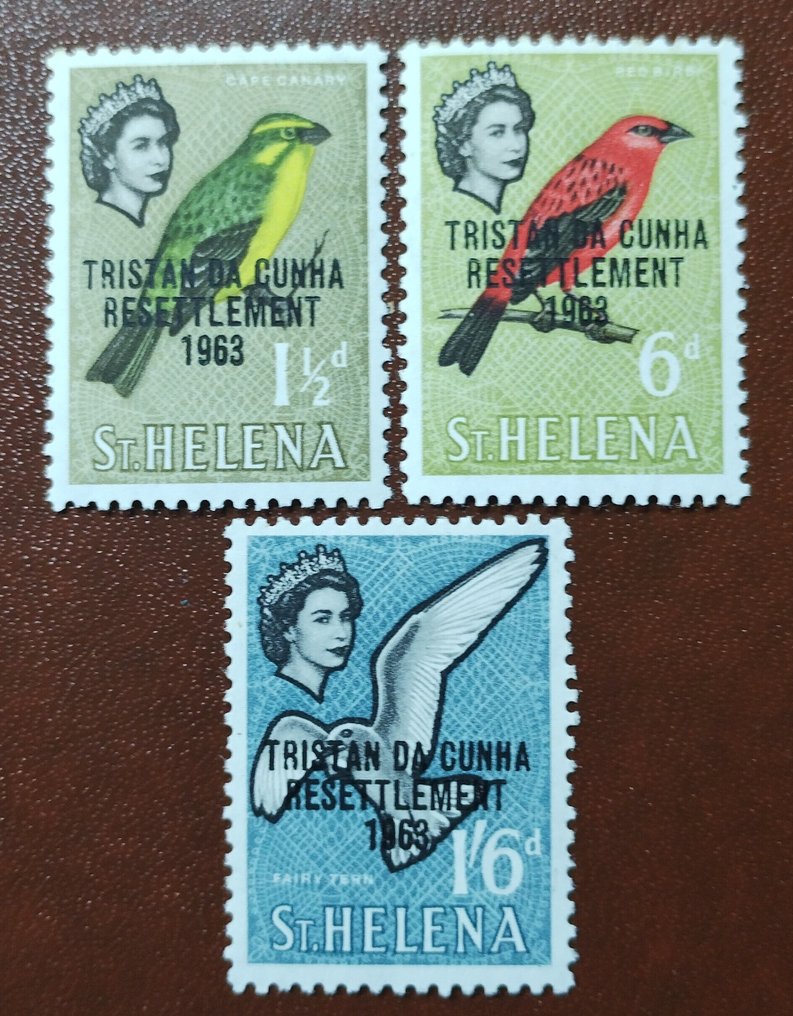 CAPE CANARY
TRISTAN DA CUNHA
RESETTLEMENT
1963
1½d
ST.HELENA
RED BIRD
TRISTAN DA CUNHA
RESETTLEMENT
1963
6d
ST.HELENA
TRISTAN DA CUNHA
RESETTLEMENT
1963
1/6d
FAIRY TERN
ST.HELENA